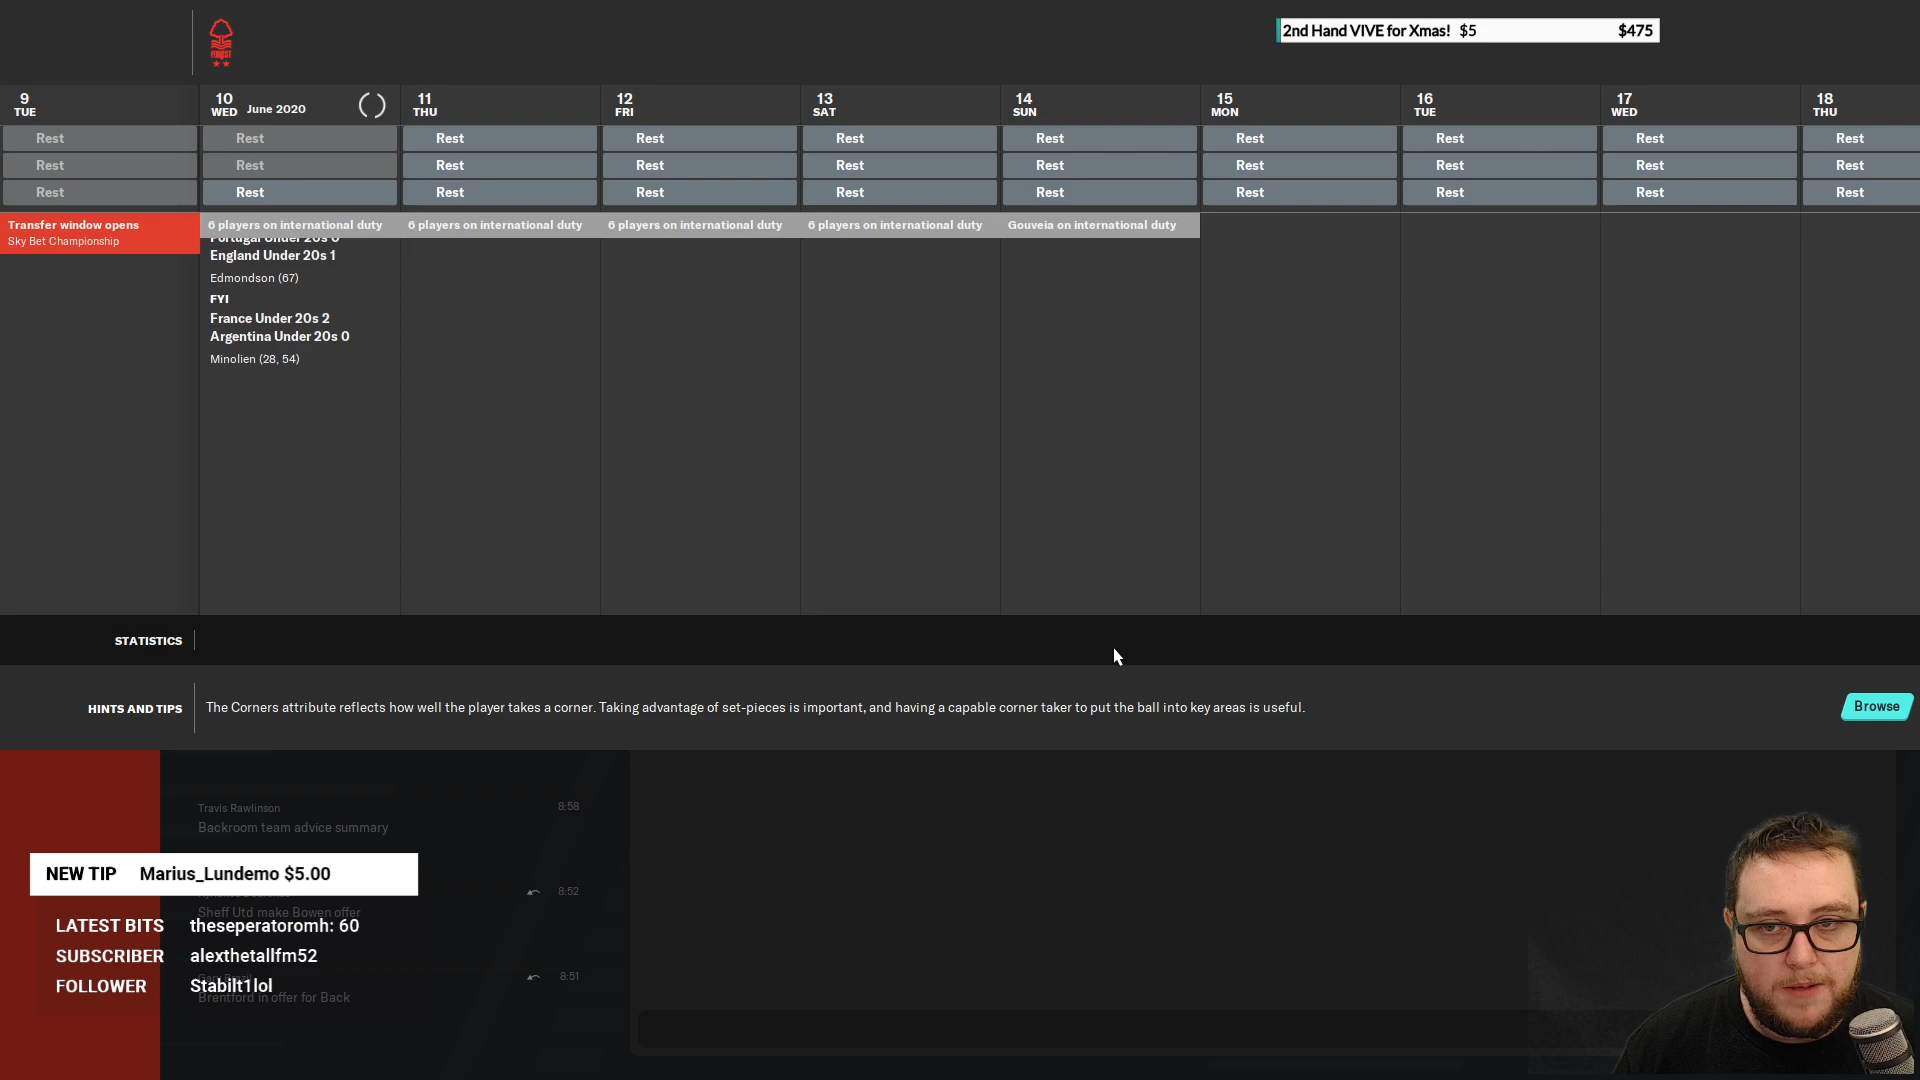 FOREST
2nd Hand VIVE for Xmas! $5 $475
9 TUE
10 WED June 2020
11 THU
12 FRI
13 SAT
14 SUN
15 MON
16 TUE
17 WED
18 THU
Rest Rest Rest Rest Rest Rest Rest Rest Rest Rest
Rest Rest Rest Rest Rest Rest Rest Rest Rest Rest
Rest Rest Rest Rest Rest Rest Rest Rest Rest Rest
Transfer window opens
Sky Bet Championship
6 players on international duty 6 players on international duty 6 players on international duty 6 players on international duty Gouveia on international duty
Portugal Under 20s 0
England Under 20s 1
Edmondson (67)
FYI
France Under 20s 2
Argentina Under 20s 0
Minolien (28, 54)
STATISTICS
HINTS AND TIPS The Corners attribute reflects how well the player takes a corner. Taking advantage of set-pieces is important, and having a capable corner taker to put the ball into key areas is useful. Browse
Travis Rawlinson 8:58
Backroom team advice summary
NEW TIP Marius_Lundemo $5.00
8:52
Sheff Utd make Bowen offer
LATEST BITS theseperatoromh: 60
SUBSCRIBER alexthetallfm52
8:51
FOLLOWER Stabilt1lol
Brentford in offer for Back